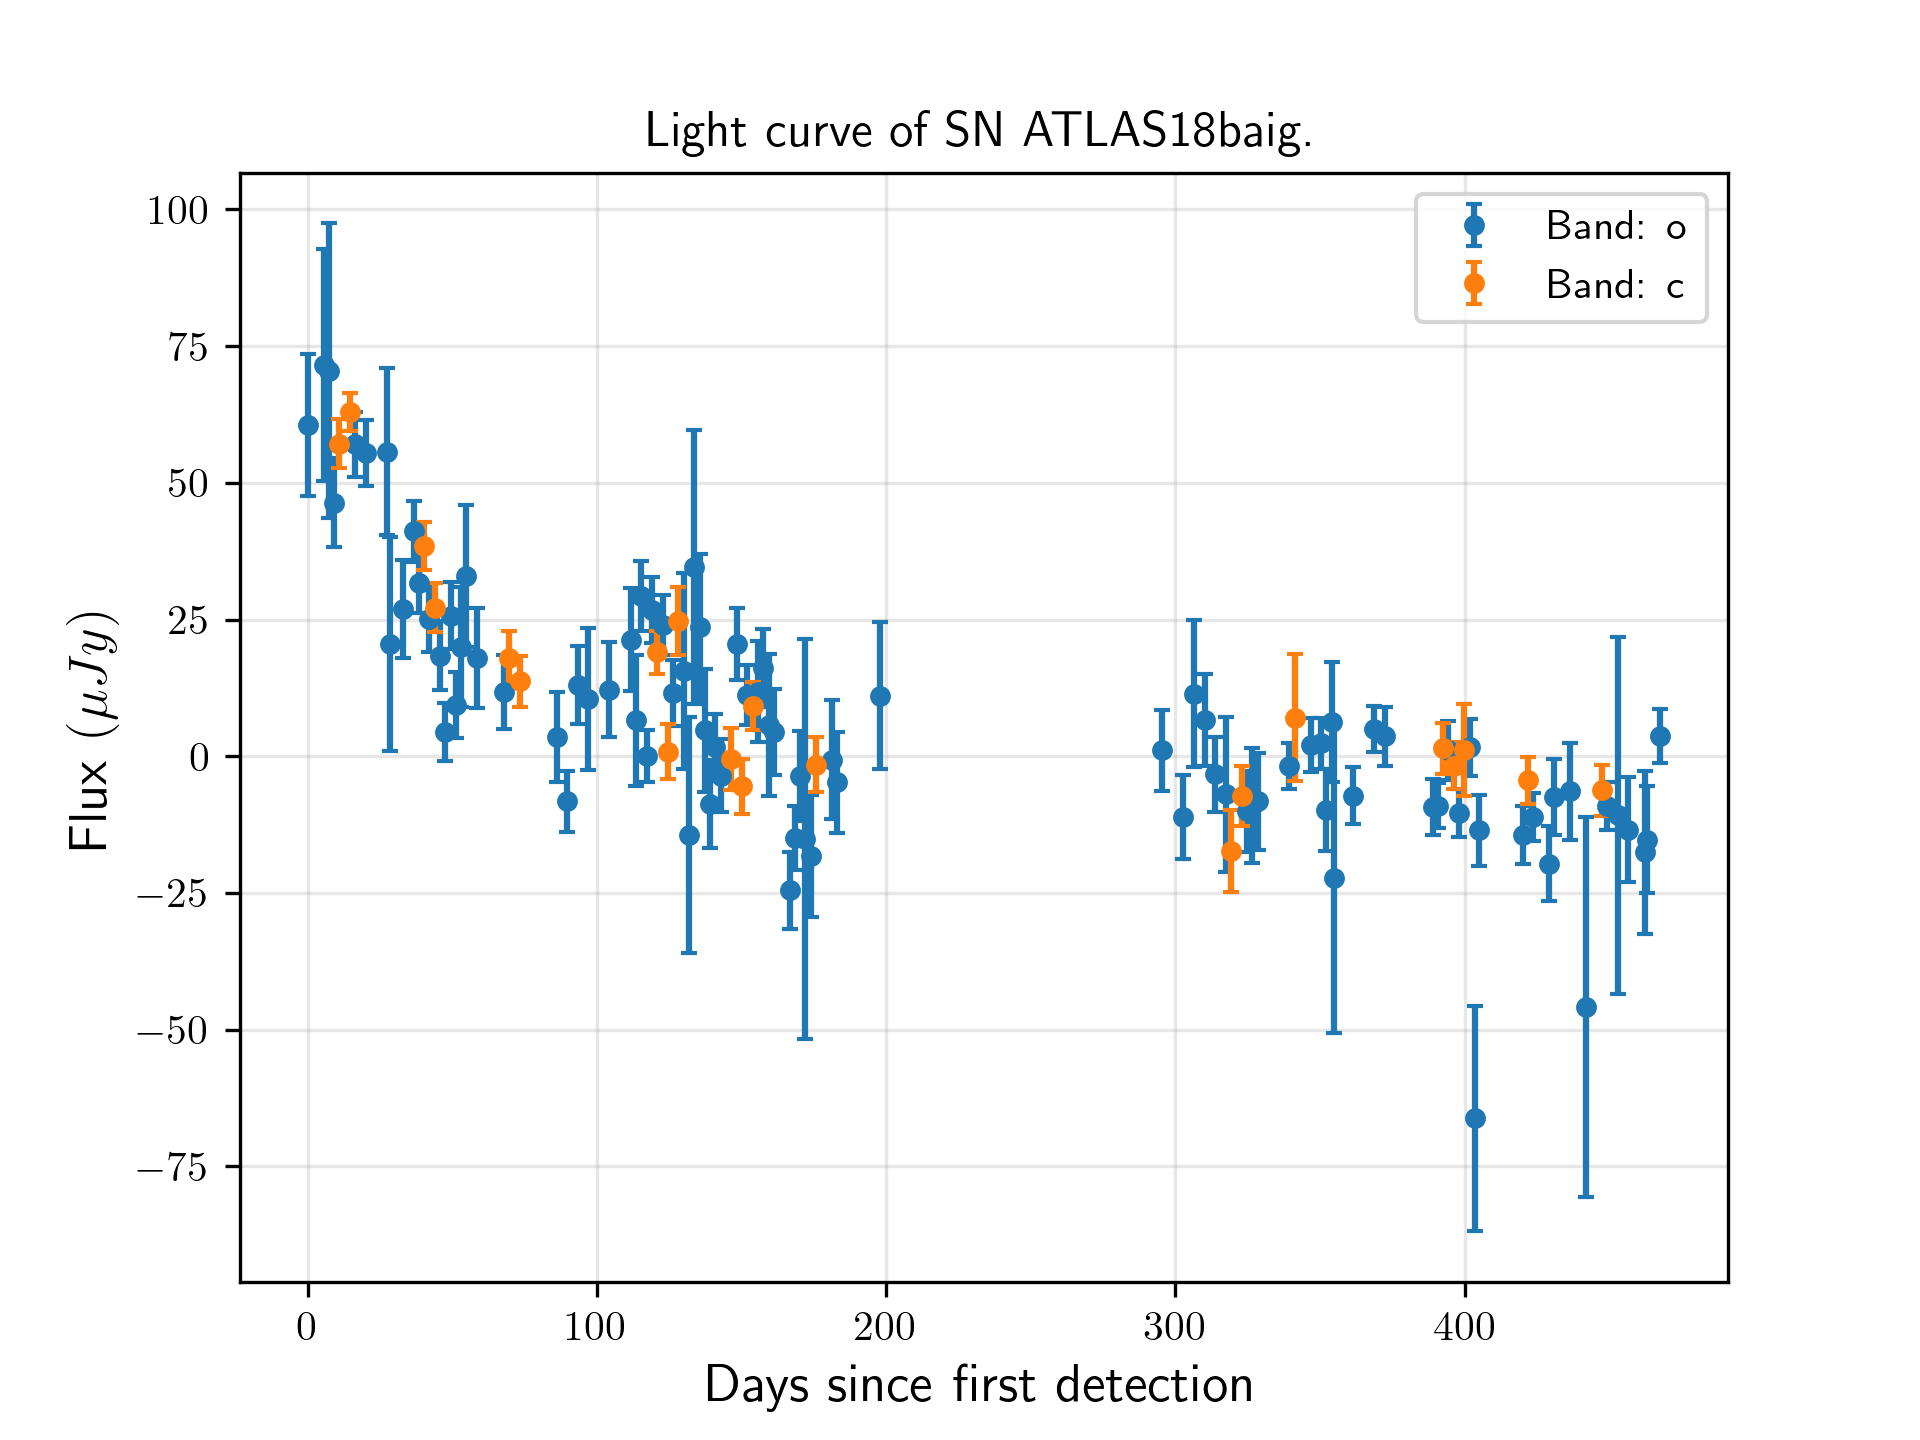 Light curve of SN ATLAS18baig.
Band: o
Band: c
100
75
50
25
0
−25
−50
−75
Flux (μJy)
0 100 200 300 400
Days since first detection